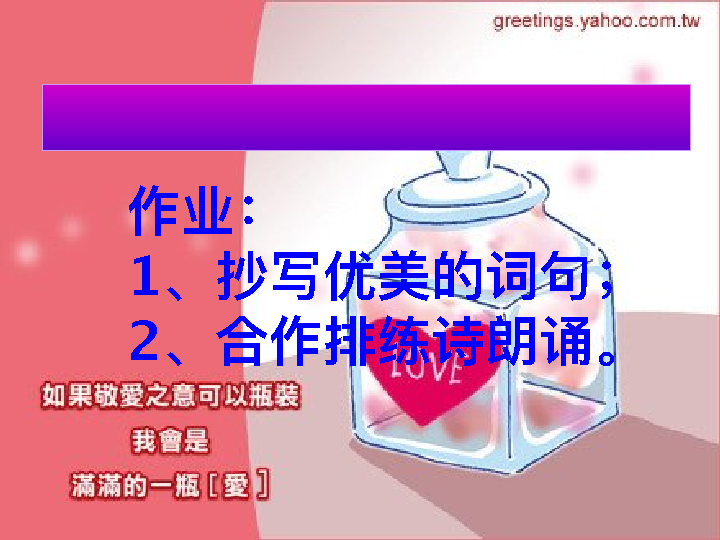 greetings.yahoo.com.tw
作业：
1、抄写优美的词句；
2、合作排练诗朗诵。
LOVE
如果敬愛之意可以瓶裝
我會是
滿滿的一瓶［愛］